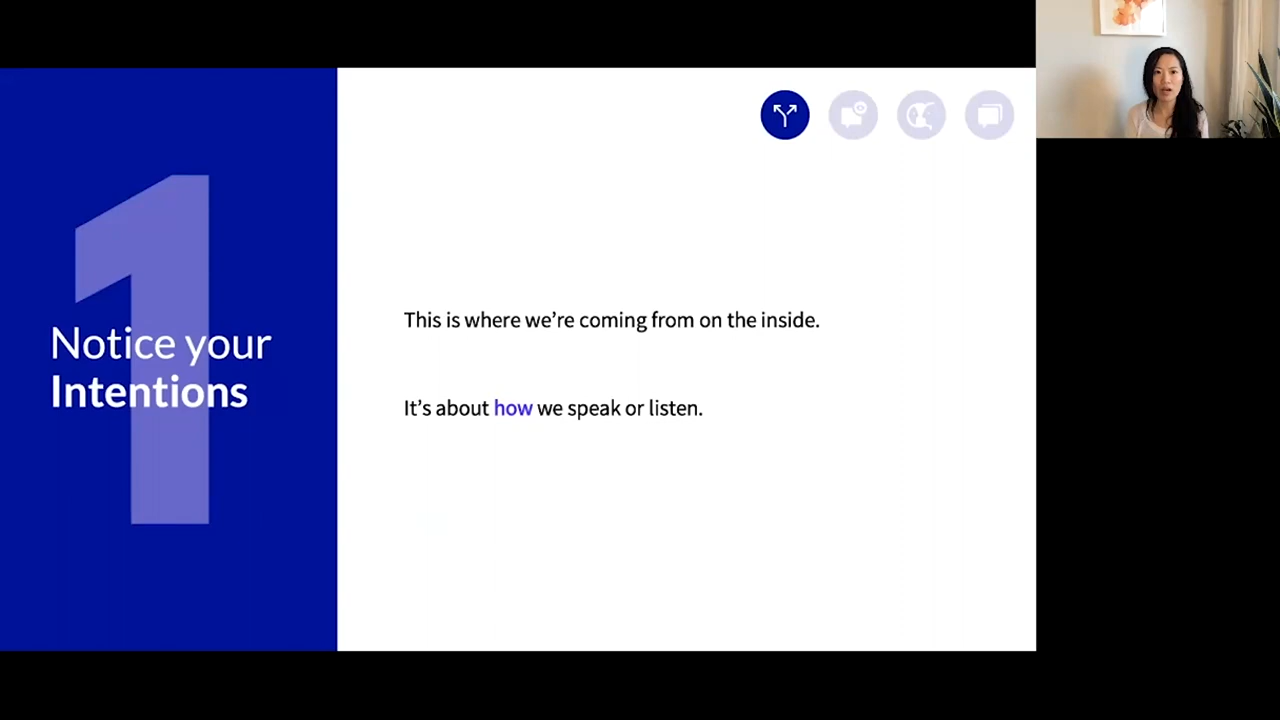 1
Notice your
Intentions
This is where we're coming from on the inside.
It's about how we speak or listen.